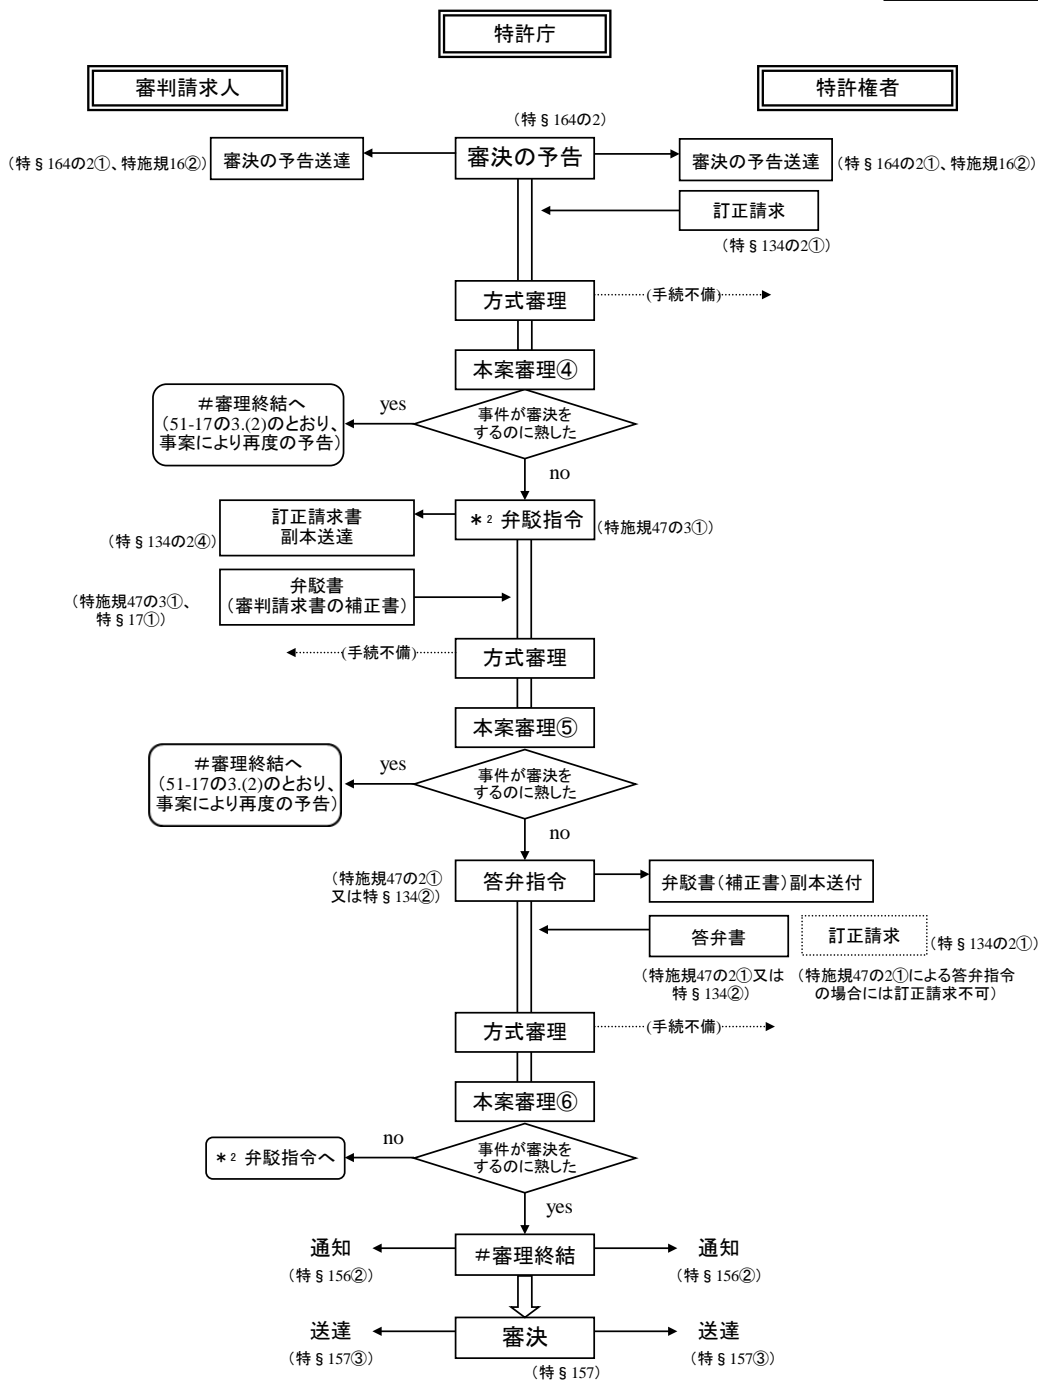 特許庁
審判請求人
特許権者
(特§164の2)
(特§164の2①、特施規16②)
審決の予告送達
審決の予告
審決の予告送達
(特§164の2①、特施規16②)
訂正請求
(特§134の2①)
方式審理
(手続不備)
本案審理④
#審理終結へ
(51-17の3.(2)のとおり、
事案により再度の予告)
yes
事件が審決を
するのに熟した
no
訂正請求書
副本送達
(特§134の2④)
*2 弁駁指令
(特施規47の3①)
弁駁書
(審判請求書の補正書)
(特施規47の3①、
特§17①)
(手続不備)
方式審理
本案審理⑤
#審理終結へ
(51-17の3.(2)のとおり、
事案により再度の予告)
yes
事件が審決を
するのに熟した
no
(特施規47の2①
又は特§134②)
答弁指令
弁駁書(補正書)副本送付
答弁書
訂正請求
(特§134の2①)
(特施規47の2①又は
特§134②)
(特施規47の2①による答弁指令
の場合には訂正請求不可)
方式審理
(手続不備)
本案審理⑥
*2 弁駁指令へ
no
事件が審決を
するのに熟した
yes
通知
(特§156②)
#審理終結
通知
(特§156②)
送達
(特§157③)
審決
(特§157)
送達
(特§157③)